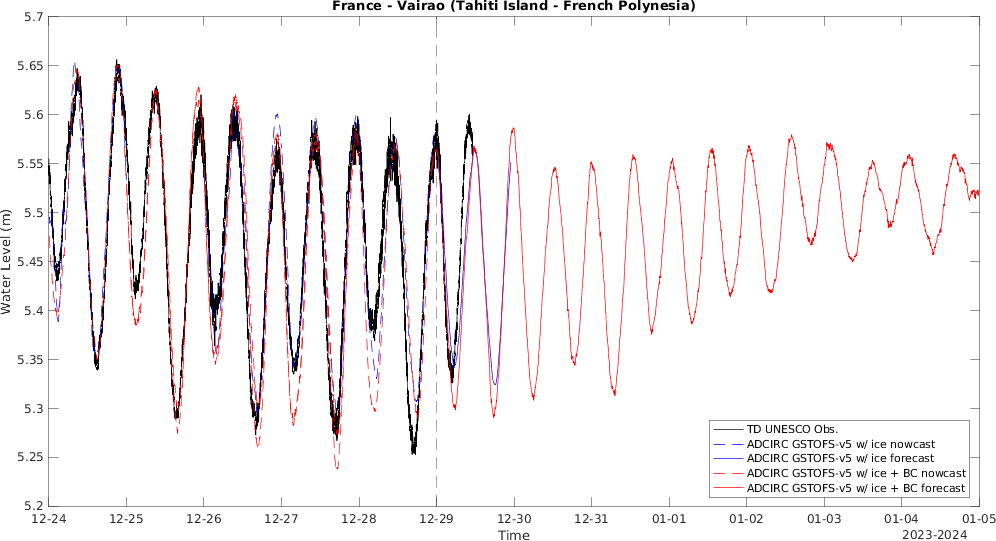 France - Vairao (Tahiti Island - French Polynesia)
5.7
5.65
5.6
5.55
5.5
5.45
5.4
5.35
5.3
5.25
5.2
Water Level (m)
TD UNESCO Obs.
ADCIRC GSTOFS-v5 w/ ice nowcast
ADCIRC GSTOFS-v5 w/ ice forecast
ADCIRC GSTOFS-v5 w/ ice + BC nowcast
ADCIRC GSTOFS-v5 w/ ice + BC forecast
12-24 12-25 12-26 12-27 12-28 12-29 12-30 12-31 01-01 01-02 01-03 01-04 01-05
Time
2023-2024